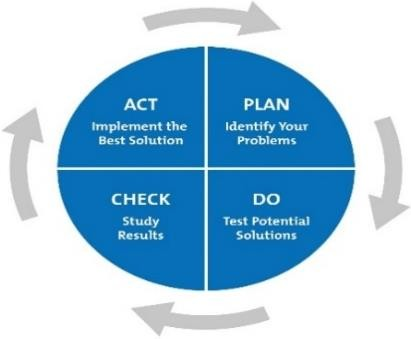 ACT
Implement the
Best Solution
PLAN
Identify Your
Problems
CHECK
Study
Results
DO
Test Potential
Solutions